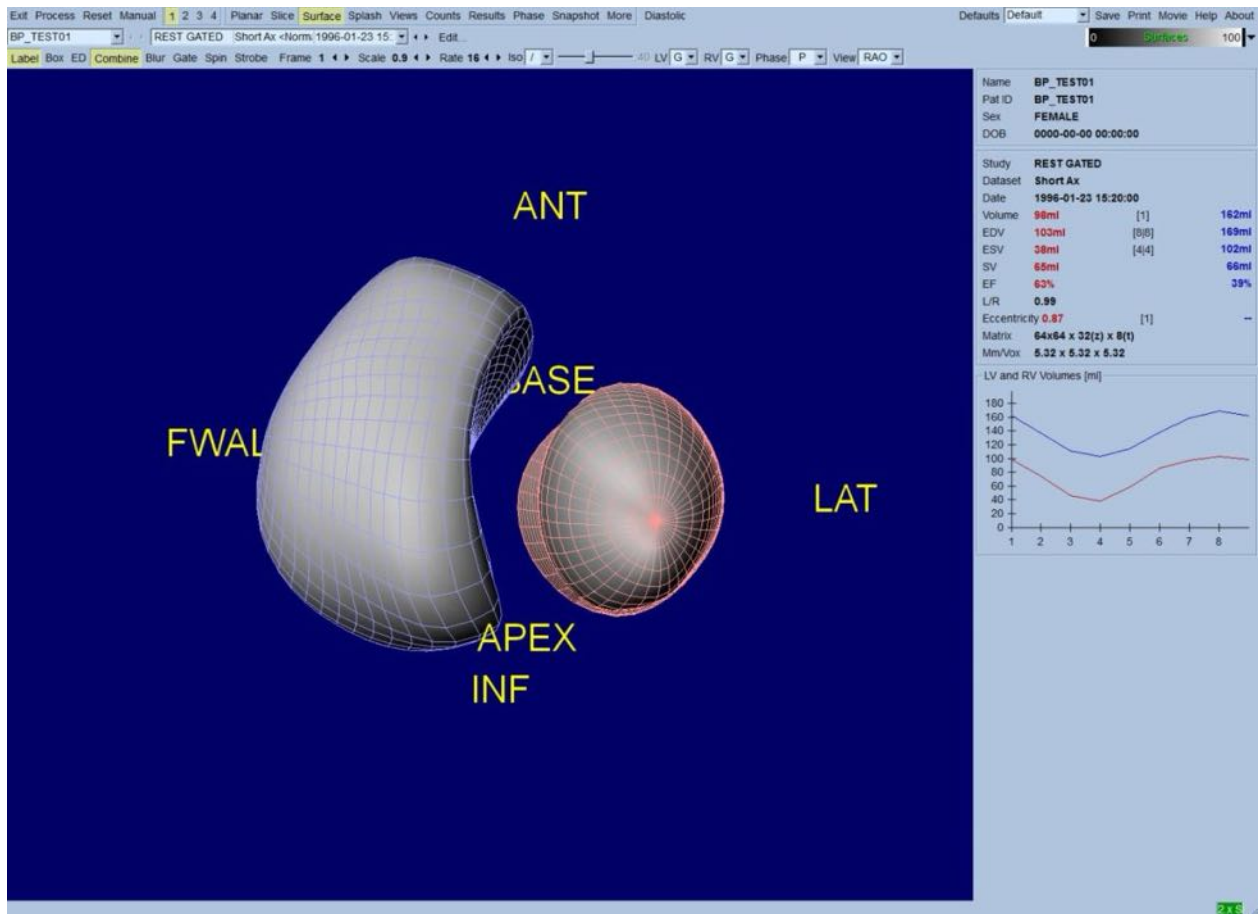 Exit Process Reset Manual 1 2 3 4 Planar Slice Surface Splash Views Counts Results Phase Snapshot More Diastolic Defaults Default Save Print Movie Help About
BP_TEST01 REST GATED Short Ax <Norm 1996-01-23 15: Edit... 0 Surfaces 100
Label Box ED Combine Blur Gate Spin Strobe Frame 1 Scale 0.9 Rate 16 Iso / 40 LV G RV G Phase P View RAO
Name BP_TEST01
Pat ID BP_TEST01
Sex FEMALE
DOB 0000-00-00 00:00:00
Study REST GATED
Dataset Short Ax
Date 1996-01-23 15:20:00
Volume 98ml [1] 162ml
EDV 103ml [8|8] 169ml
ESV 38ml [4|4] 102ml
SV 65ml 66ml
EF 63% 39%
L/R 0.99
Eccentricity 0.87 [1] --
Matrix 64x64 x 32(z) x 8(t)
Mm/Vox 5.32 x 5.32 x 5.32
LV and RV Volumes [ml]
180
160
140
120
100
80
60
40
20
0
1 2 3 4 5 6 7 8
ANT
BASE
FWAL
LAT
APEX
INF
2 x S